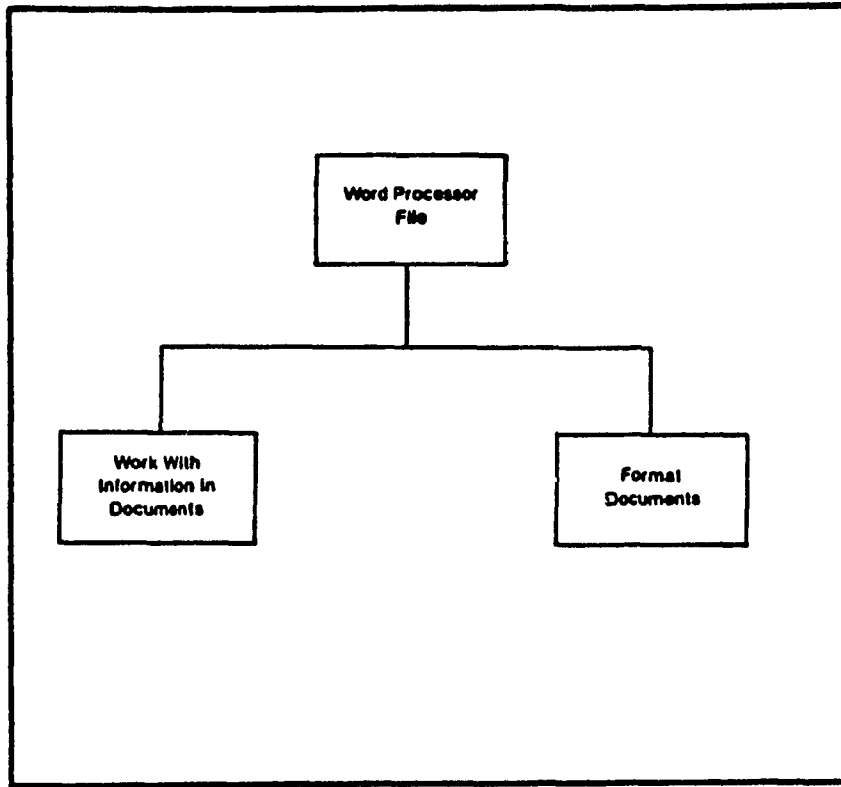 Word Processor
File
Work With
Information in
Documents
Format
Documents